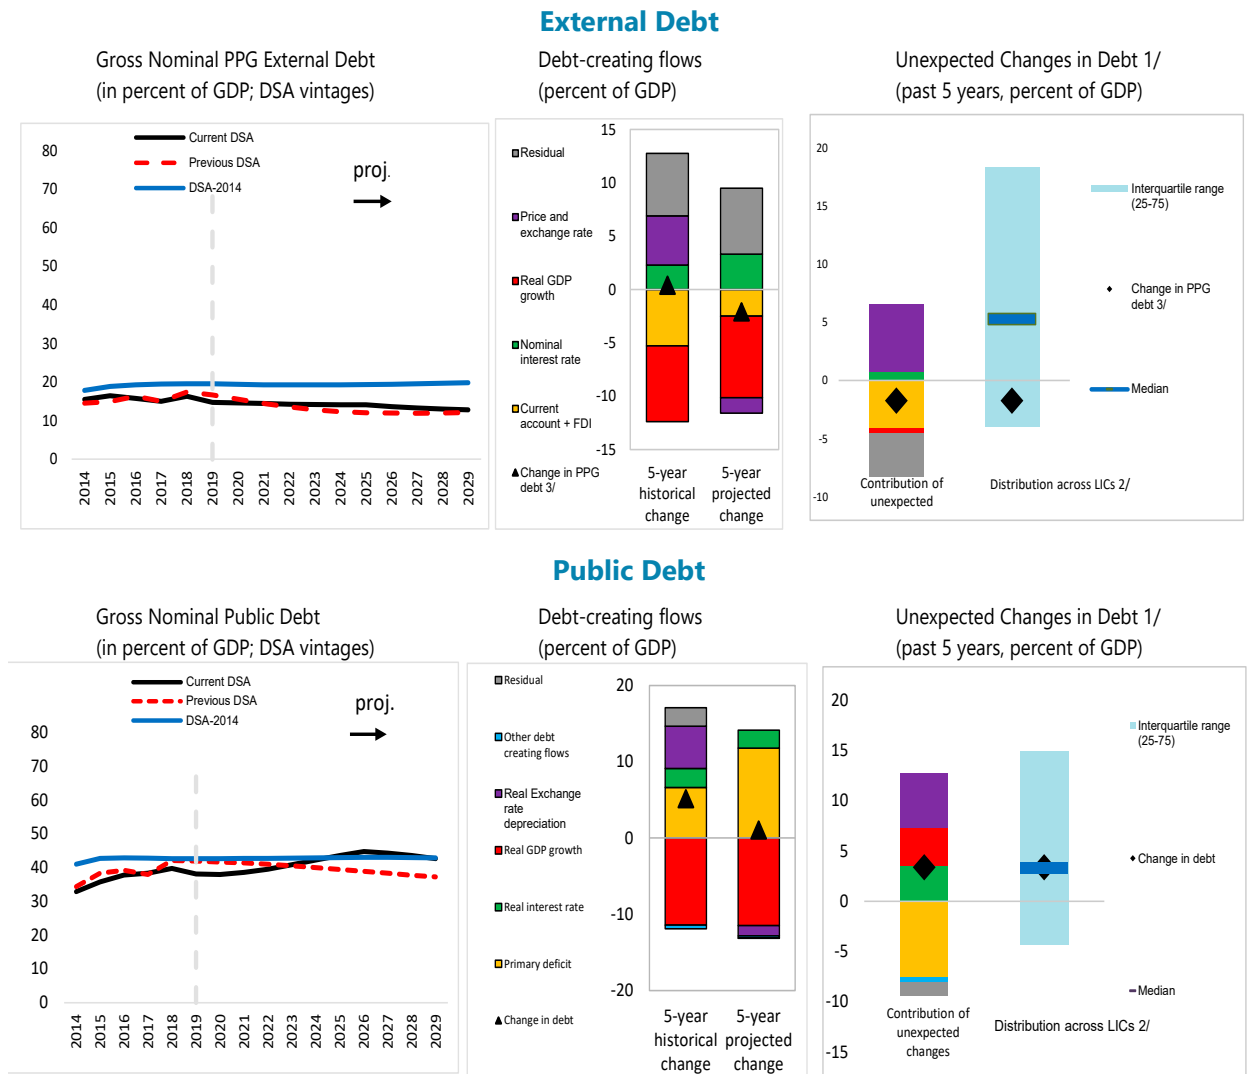 External Debt
Gross Nominal PPG External Debt
(in percent of GDP; DSA vintages)
Current DSA
Previous DSA
DSA-2014
proj.
80
70
60
50
40
30
20
10
0
2014
2015
2016
2017
2018
2019
2020
2021
2022
2023
2024
2025
2026
2027
2028
2029
Debt-creating flows
(percent of GDP)
Residual
Price and
exchange rate
Real GDP
growth
Nominal
interest rate
Current
account + FDI
Change in PPG
debt 3/
15
10
5
0
-5
-10
-15
5-year
historical
change
5-year
projected
change
Unexpected Changes in Debt 1/
(past 5 years, percent of GDP)
20
15
10
5
0
-5
-10
Interquartile range
(25-75)
Change in PPG
debt 3/
Median
Contribution of
unexpected
Distribution across LICs 2/
Public Debt
Gross Nominal Public Debt
(in percent of GDP; DSA vintages)
Current DSA
Previous DSA
DSA-2014
proj.
80
70
60
50
40
30
20
10
0
2014
2015
2016
2017
2018
2019
2020
2021
2022
2023
2024
2025
2026
2027
2028
2029
Debt-creating flows
(percent of GDP)
Residual
Other debt
creating flows
Real Exchange
rate
depreciation
Real GDP growth
Real interest rate
Primary deficit
Change in debt
20
10
0
-10
-20
5-year
historical
change
5-year
projected
change
Unexpected Changes in Debt 1/
(past 5 years, percent of GDP)
20
15
10
5
0
-5
-10
-15
Interquartile range
(25-75)
Change in debt
Median
Contribution of
unexpected
changes
Distribution across LICs 2/